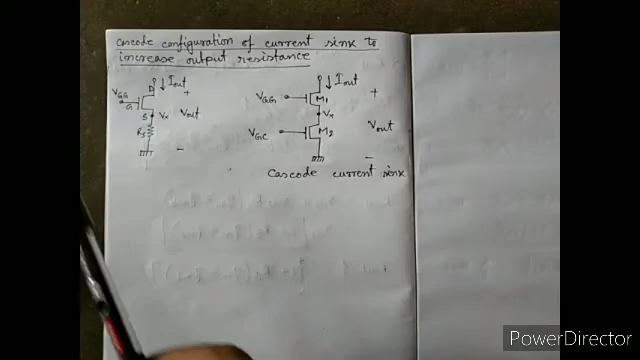 cascode configuration of current sink to
increase output resistance
VGG
G
D
Iout
+
S
Vx
Vout
RS
-
VGG
M1
Iout
+
Vx
VGC
M2
Vout
-
Cascode current sink
PowerDirector